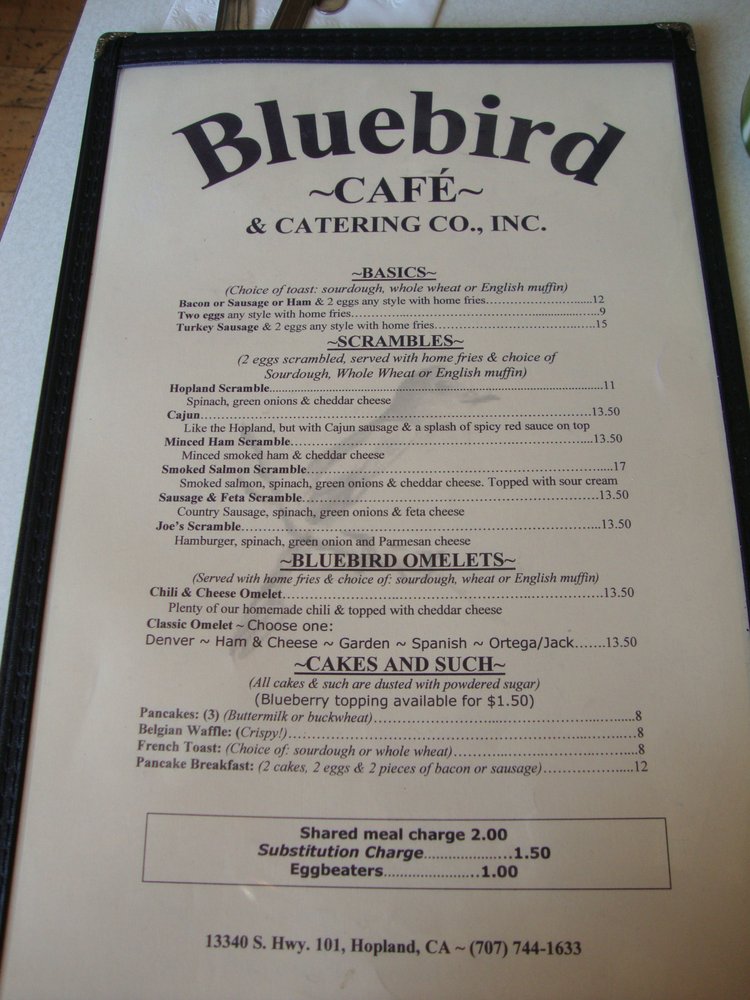 Bluebird
~CAFÉ~
& CATERING CO., INC.
~BASICS~
(Choice of toast: sourdough, whole wheat or English muffin)
Bacon or Sausage or Ham & 2 eggs any style with home fries.............................12
Two eggs any style with home fries.............................................................9
Turkey Sausage & 2 eggs any style with home fries.......................................15
~SCRAMBLES~
(2 eggs scrambled, served with home fries & choice of
Sourdough, Whole Wheat or English muffin)
Hopland Scramble.....................................................................................11
Spinach, green onions & cheddar cheese
Cajun.....................................................................................................13.50
Like the Hopland, but with Cajun sausage & a splash of spicy red sauce on top
Minced Ham Scramble.............................................................................13.50
Minced smoked ham & cheddar cheese
Smoked Salmon Scramble...........................................................................17
Smoked salmon, spinach, green onions & cheddar cheese. Topped with sour cream
Sausage & Feta Scramble..........................................................................13.50
Country Sausage, spinach, green onions & feta cheese
Joe's Scramble.........................................................................................13.50
Hamburger, spinach, green onion and Parmesan cheese
~BLUEBIRD OMELETS~
(Served with home fries & choice of: sourdough, wheat or English muffin)
Chili & Cheese Omelet................................................................................13.50
Plenty of our homemade chili & topped with cheddar cheese
Classic Omelet ~ Choose one:
Denver ~ Ham & Cheese ~ Garden ~ Spanish ~ Ortega/Jack.......13.50
~CAKES AND SUCH~
(All cakes & such are dusted with powdered sugar)
(Blueberry topping available for $1.50)
Pancakes: (3) (Buttermilk or buckwheat)................................................................8
Belgian Waffle: (Crispy!)....................................................................................8
French Toast: (Choice of: sourdough or whole wheat)............................................8
Pancake Breakfast: (2 cakes, 2 eggs & 2 pieces of bacon or sausage)....................12
Shared meal charge 2.00
Substitution Charge......................1.50
Eggbeaters......................1.00
13340 S. Hwy. 101, Hopland, CA ~ (707) 744-1633